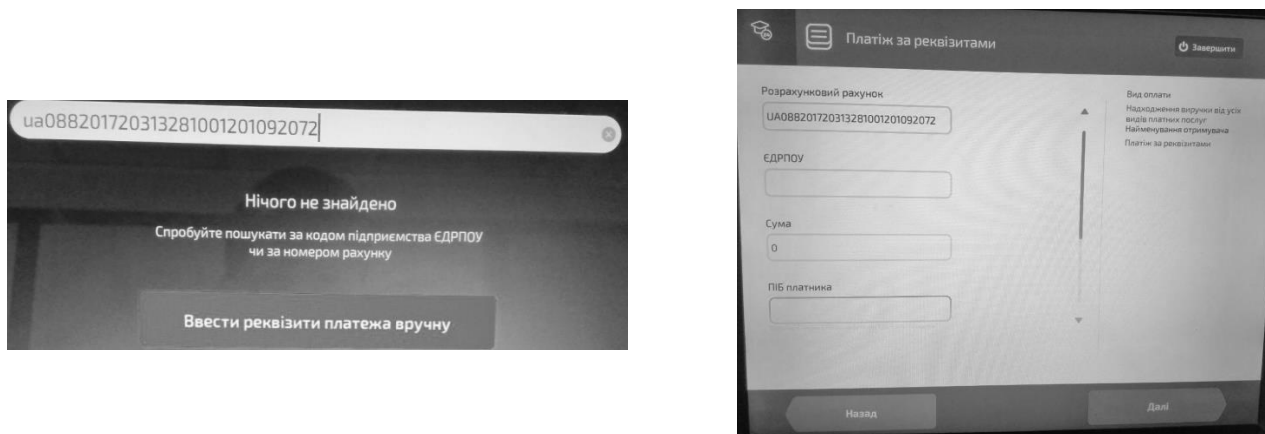 ua088201720313281001201092072
Нічого не знайдено
Спробуйте пошукати за кодом підприємства ЄДРПОУ
чи за номером рахунку
Ввести реквізити платежа вручну
Платіж за реквізитами
Завершити
Розрахунковий рахунок
UA088201720313281001201092072
ЄДРПОУ
Сума
0
ПІБ платника
Вид оплати
Надходження виручки від усіх
видів платних послуг
Найменування отримувача
Платіж за реквізитами
Назад
Далі